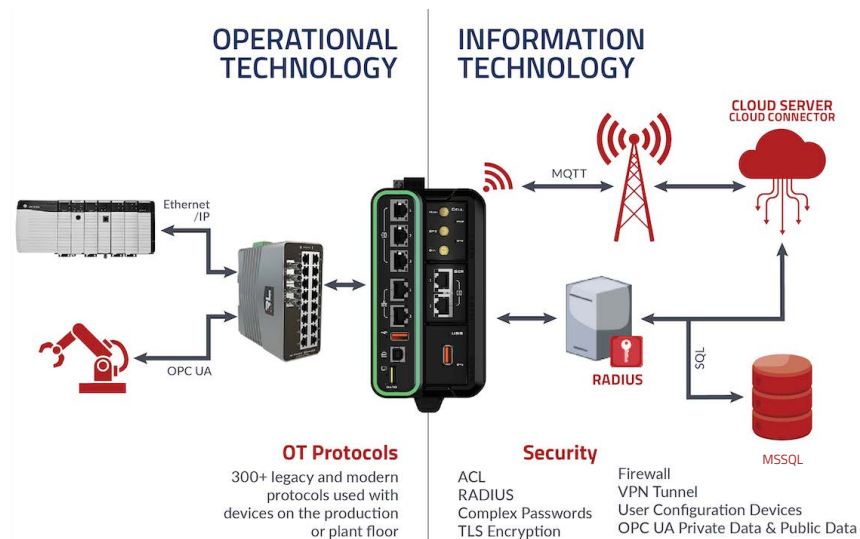 OPERATIONAL
TECHNOLOGY
INFORMATION
TECHNOLOGY
CLOUD SERVER
CLOUD CONNECTOR
MQTT
Ethernet
/IP
OPC UA
USB
RADIUS
SQL
MSSQL
OT Protocols
300+ legacy and modern
protocols used with
devices on the production
or plant floor
Security
ACL
RADIUS
Complex Passwords
TLS Encryption
Firewall
VPN Tunnel
User Configuration Devices
OPC UA Private Data & Public Data